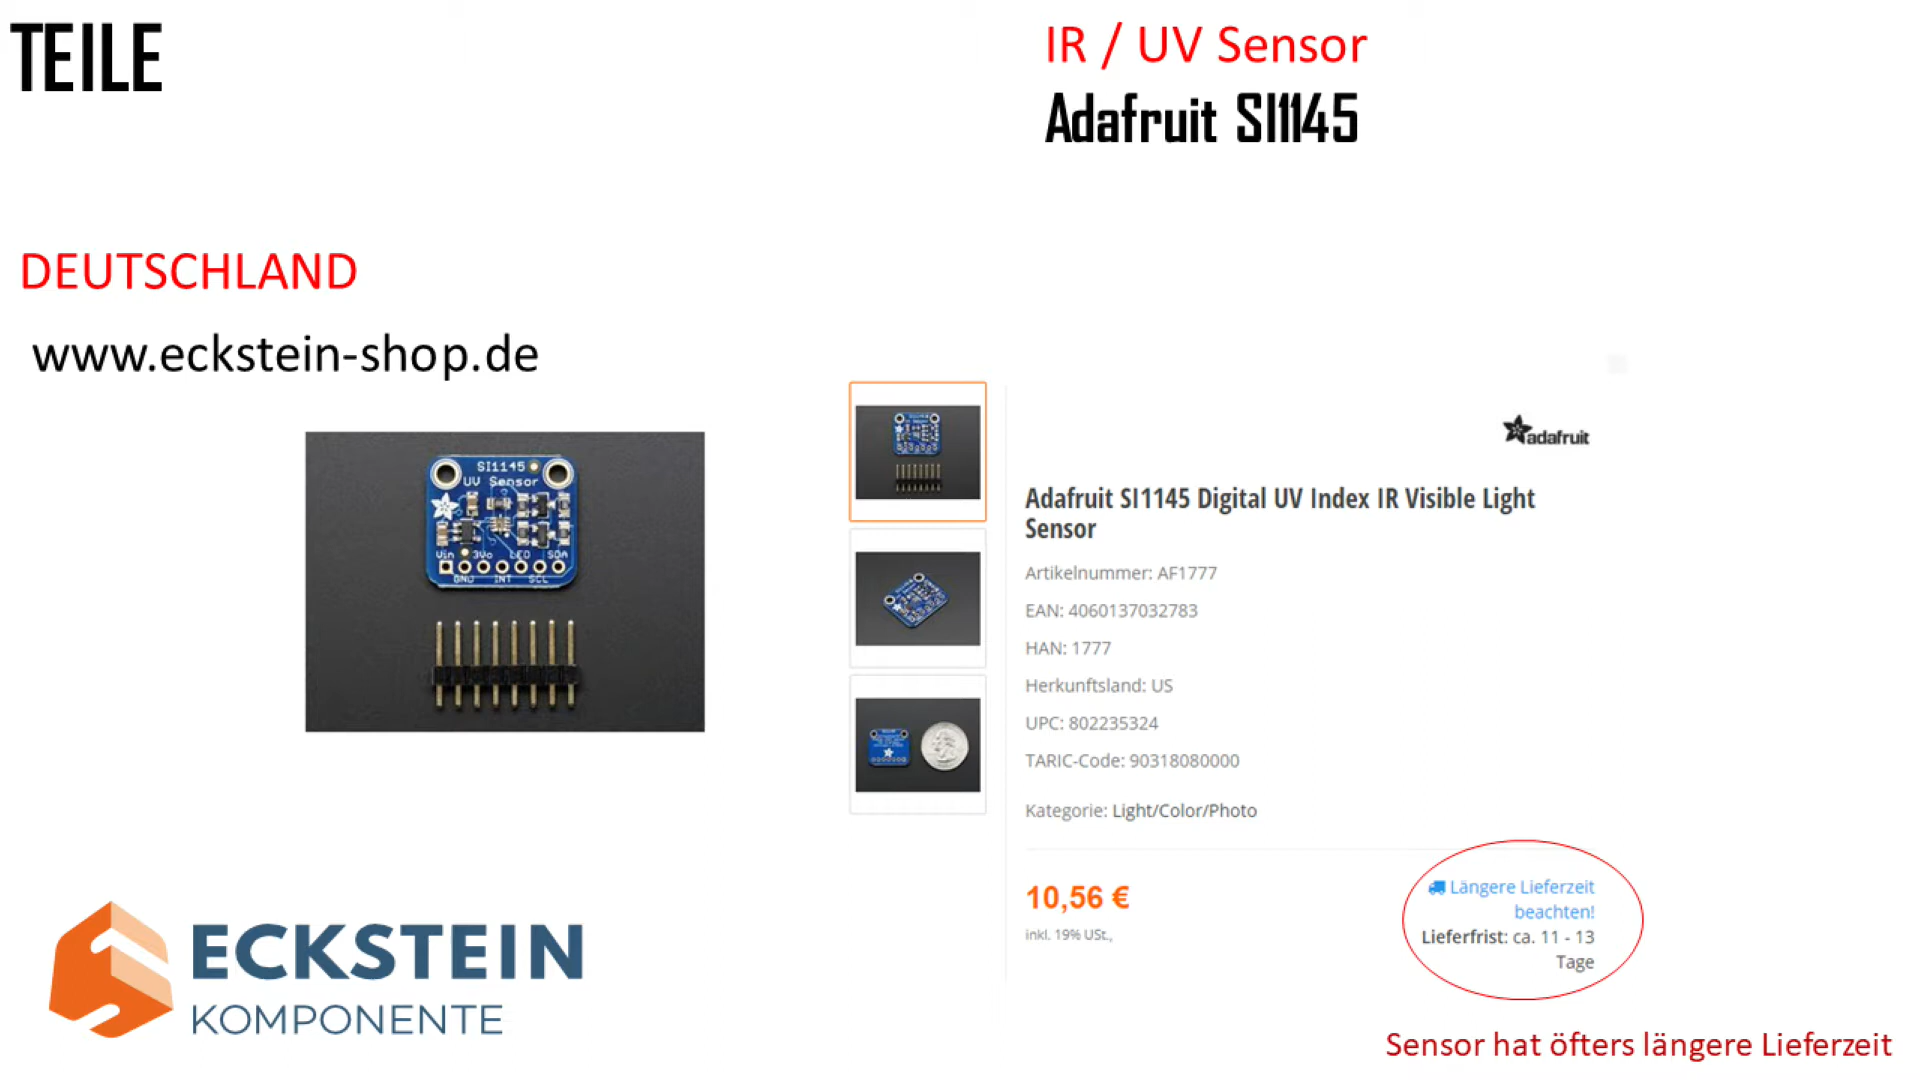 TEILE
IR / UV Sensor
Adafruit SI1145
DEUTSCHLAND
www.eckstein-shop.de
SI1145
UV Sensor
Vin 3Vo LED SDA
GND INT SCL
adafruit
Adafruit SI1145 Digital UV Index IR Visible Light
Sensor
Artikelnummer: AF1777
EAN: 4060137032783
HAN: 1777
Herkunftsland: US
UPC: 802235324
TARIC-Code: 90318080000
Kategorie: Light/Color/Photo
10,56 €
inkl. 19% USt.,
Längere Lieferzeit
beachten!
Lieferfrist: ca. 11 - 13
Tage
ECKSTEIN
KOMPONENTE
Sensor hat öfters längere Lieferzeit